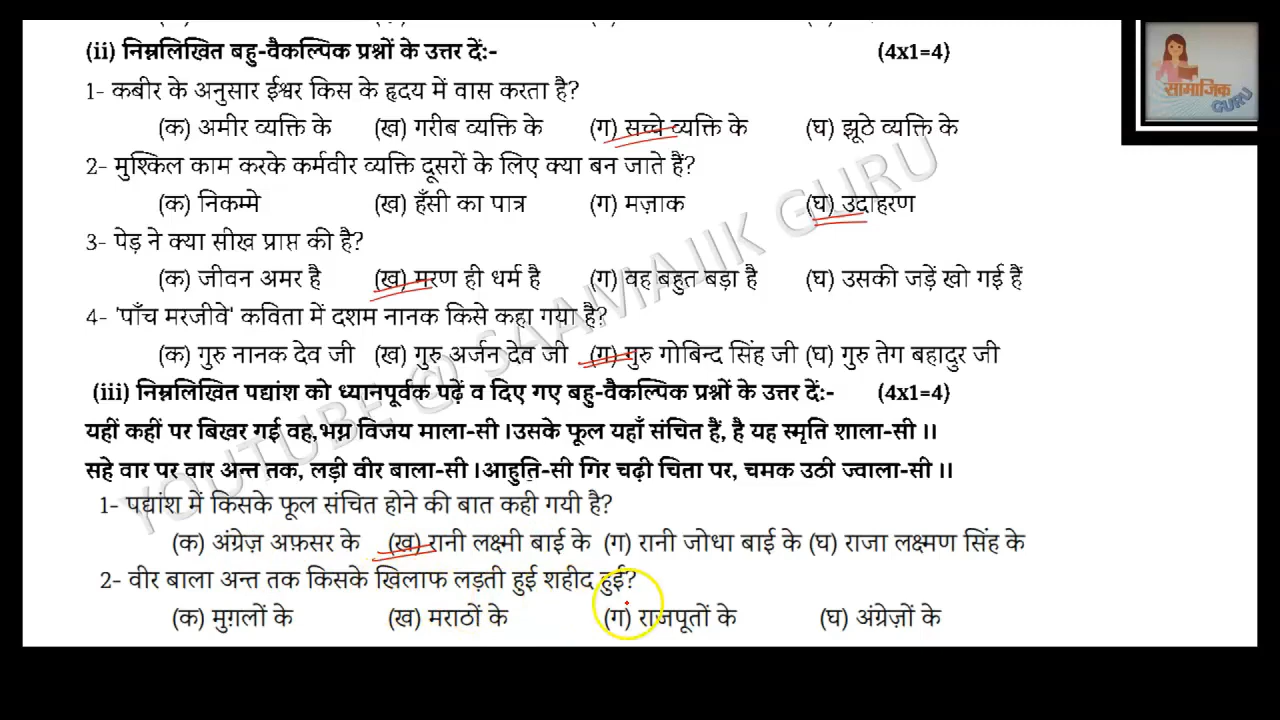 (ii) निम्नलिखित बहु-वैकल्पिक प्रश्नों के उत्तर दें:- (4x1=4)
सामाजिक
GURU
1- कबीर के अनुसार ईश्वर किस के हृदय में वास करता है?
(क) अमीर व्यक्ति के (ख) गरीब व्यक्ति के (ग) सच्चे व्यक्ति के (घ) झूठे व्यक्ति के
2- मुश्किल काम करके कर्मवीर व्यक्ति दूसरों के लिए क्या बन जाते हैं?
(क) निकम्मे (ख) हँसी का पात्र (ग) मज़ाक (घ) उदाहरण
3- पेड़ ने क्या सीख प्राप्त की है?
(क) जीवन अमर है (ख) मरण ही धर्म है (ग) वह बहुत बड़ा है (घ) उसकी जड़ें खो गई हैं
4- 'पाँच मरजीवे' कविता में दशम नानक किसे कहा गया है?
(क) गुरु नानक देव जी (ख) गुरु अर्जन देव जी (ग) गुरु गोबिन्द सिंह जी (घ) गुरु तेग बहादुर जी
(iii) निम्नलिखित पद्यांश को ध्यानपूर्वक पढ़ें व दिए गए बहु-वैकल्पिक प्रश्नों के उत्तर दें:- (4x1=4)
यहीं कहीं पर बिखर गई वह,भग्न विजय माला-सी।उसके फूल यहाँ संचित हैं, है यह स्मृति शाला-सी।।
सहे वार पर वार अन्त तक, लड़ी वीर बाला-सी।आहुति-सी गिर चढ़ी चिता पर, चमक उठी ज्वाला-सी।।
1- पद्यांश में किसके फूल संचित होने की बात कही गयी है?
(क) अंग्रेज़ अफ़सर के (ख) रानी लक्ष्मी बाई के (ग) रानी जोधा बाई के (घ) राजा लक्ष्मण सिंह के
2- वीर बाला अन्त तक किसके खिलाफ लड़ती हुई शहीद हुई?
(क) मुग़लों के (ख) मराठों के (ग) राजपूतों के (घ) अंग्रेज़ों के
YOUTUBE @ SAAMAJIK GURU